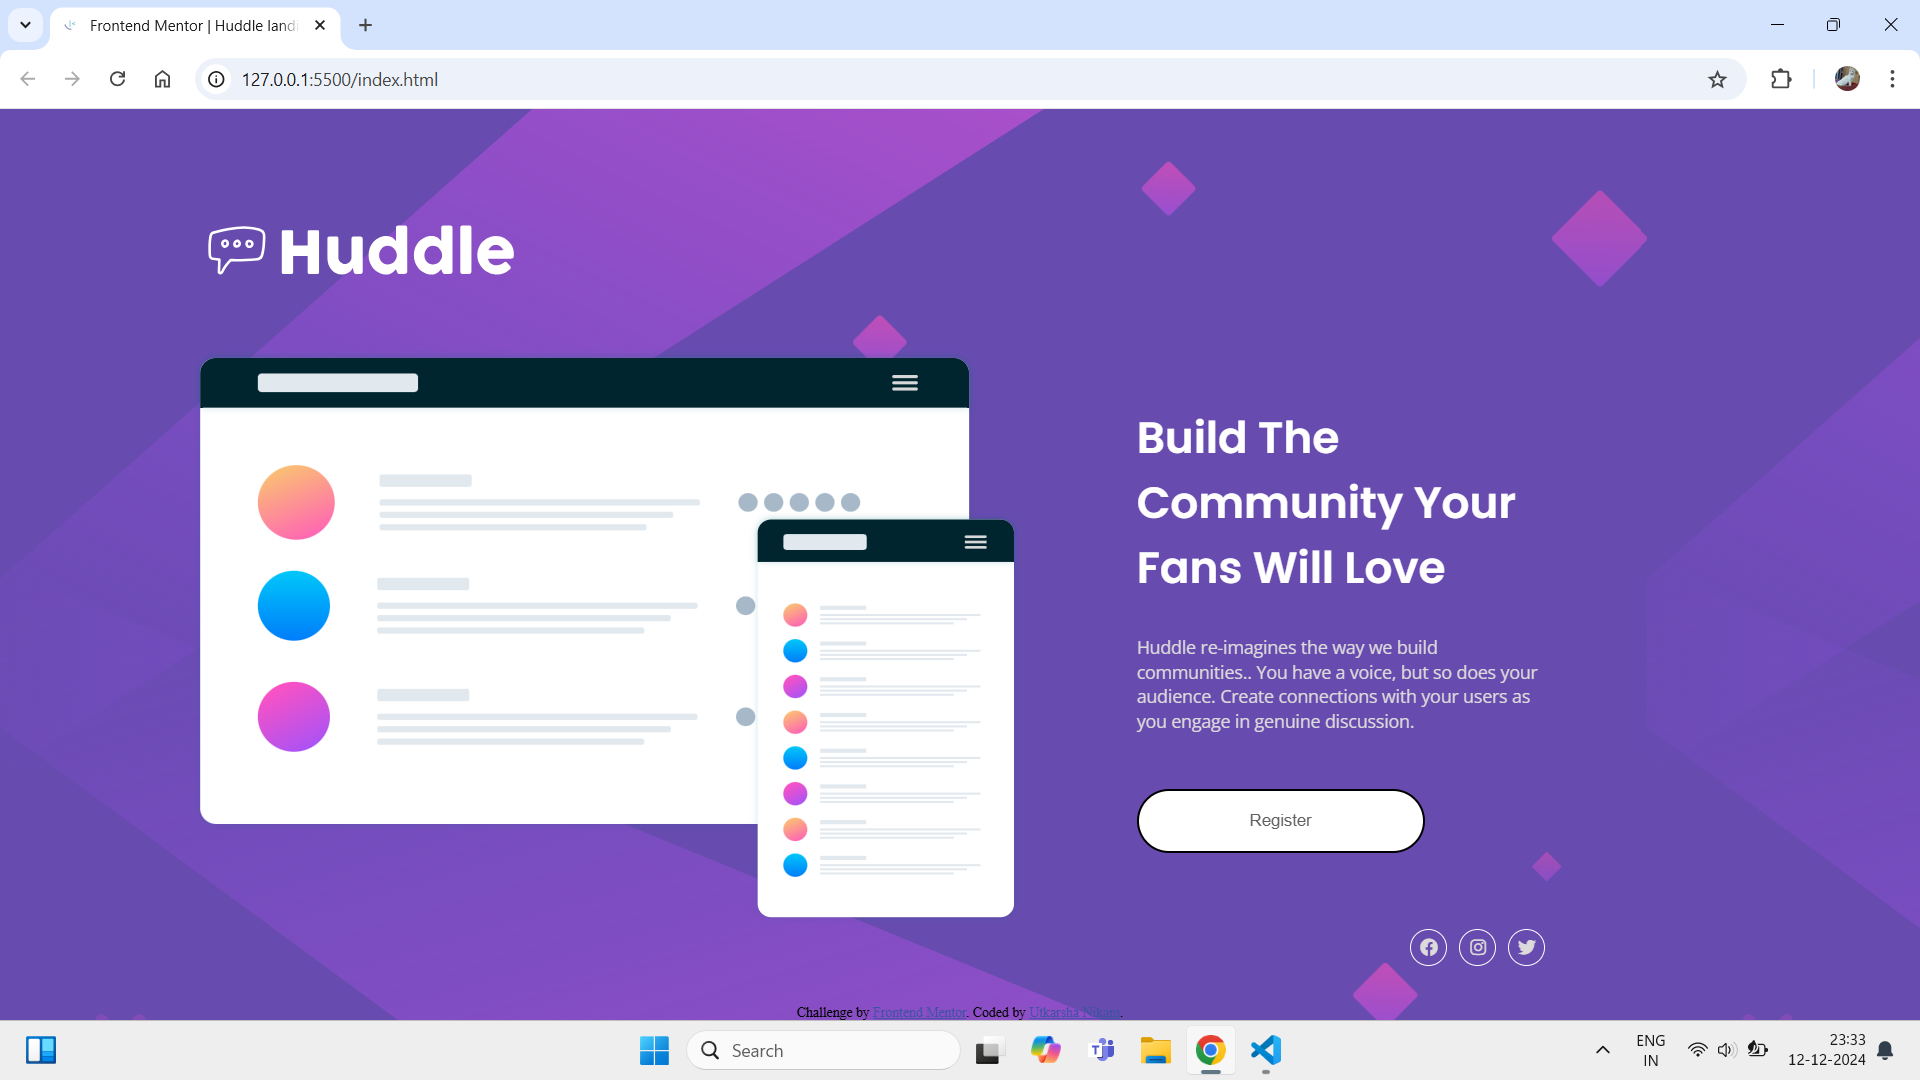 Frontend Mentor | Huddle landi
127.0.0.1:5500/index.html
Huddle
Build The
Community Your
Fans Will Love
Huddle re-imagines the way we build
communities.. You have a voice, but so does your
audience. Create connections with your users as
you engage in genuine discussion.
Register
Challenge by Frontend Mentor. Coded by Utkarsha Nikam.
Search
ENG
IN
23:33
12-12-2024